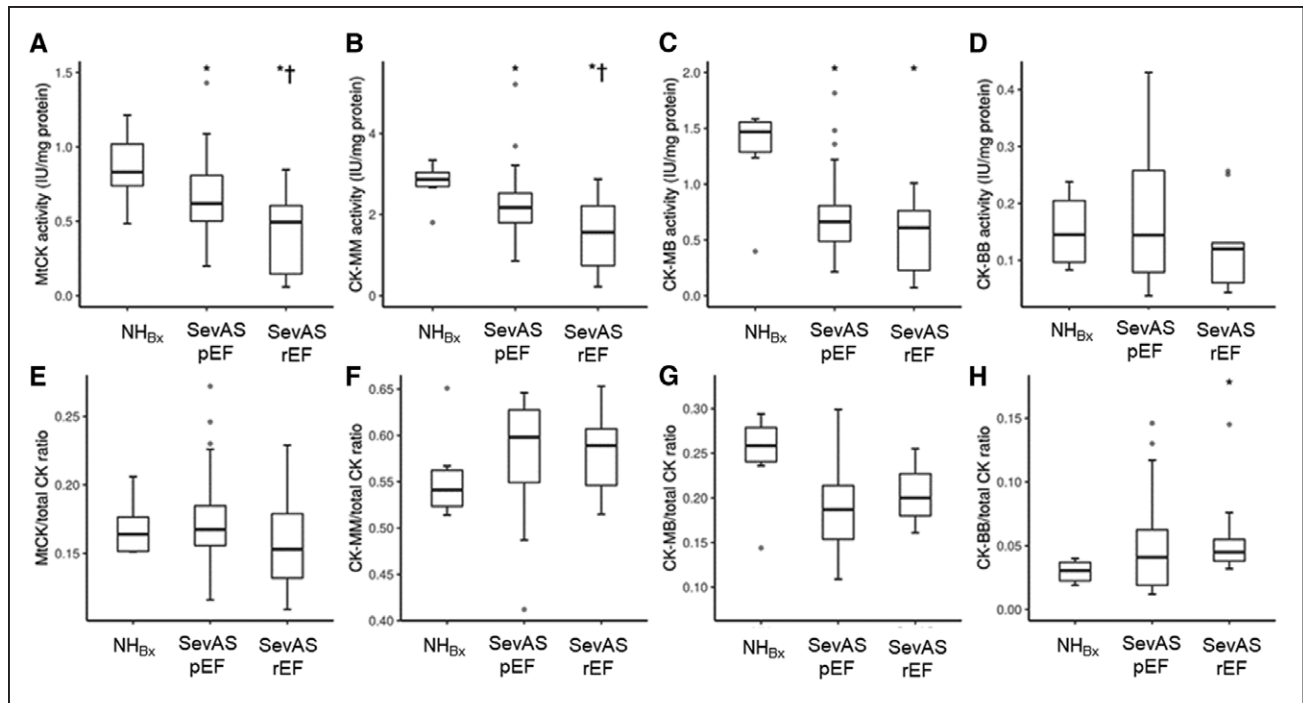 A
MtCK activity (IU/mg protein)
1.5
1.0
0.5
0.0
*
*†
NHBx
SevAS
pEF
SevAS
rEF
B
CK-MM activity (IU/mg protein)
4
2
0
*
*†
NHBx
SevAS
pEF
SevAS
rEF
C
CK-MB activity (IU/mg protein)
2.0
1.5
1.0
0.5
0.0
*
*
NHBx
SevAS
pEF
SevAS
rEF
D
CK-BB activity (IU/mg protein)
0.4
0.3
0.2
0.1
NHBx
SevAS
pEF
SevAS
rEF
E
MtCK/total CK ratio
0.25
0.20
0.15
NHBx
SevAS
pEF
SevAS
rEF
F
CK-MM/total CK ratio
0.65
0.60
0.55
0.50
0.45
0.40
NHBx
SevAS
pEF
SevAS
rEF
G
CK-MB/total CK ratio
0.30
0.25
0.20
0.15
0.10
NHBx
SevAS
pEF
SevAS
rEF
H
CK-BB/total CK ratio
0.15
0.10
0.05
0.00
*
NHBx
SevAS
pEF
SevAS
rEF